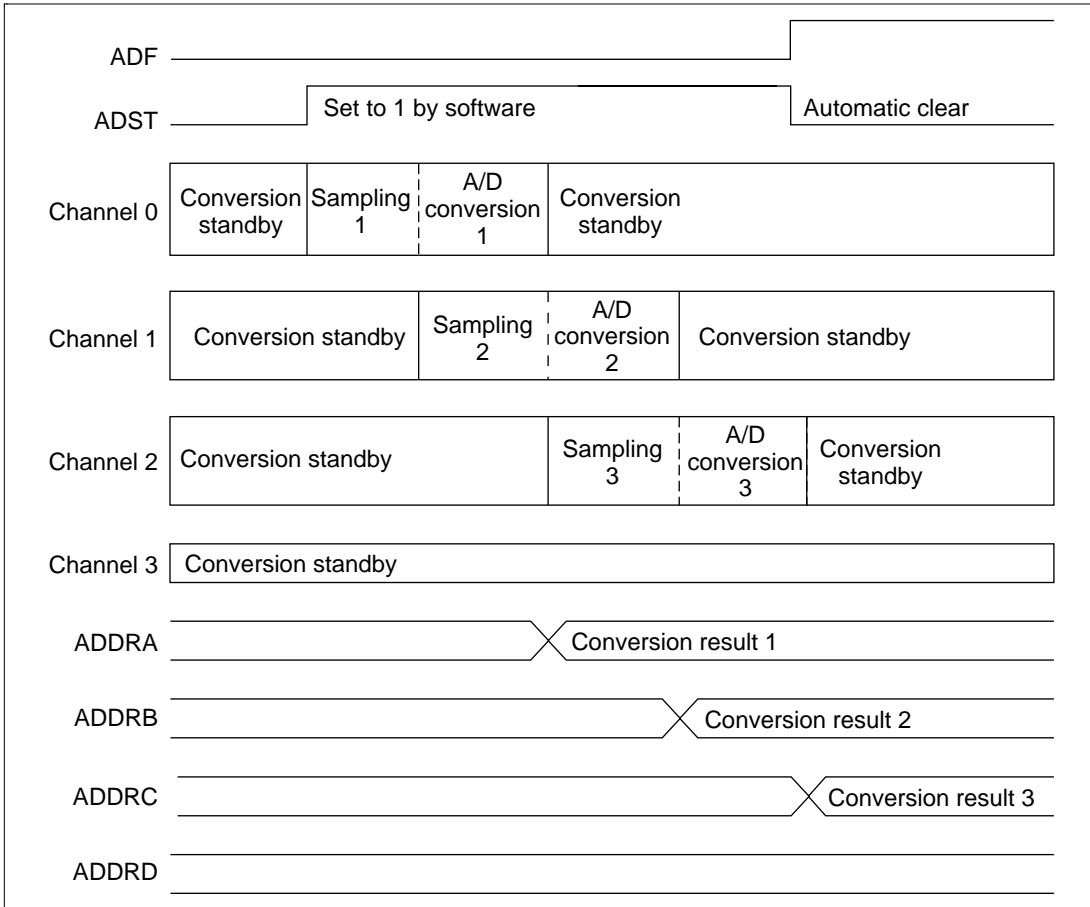 ADF
ADST
Set to 1 by software
Automatic clear
Channel 0
Conversion
standby
Sampling
1
A/D
conversion
1
Conversion
standby
Channel 1
Conversion standby
Sampling
2
A/D
conversion
2
Conversion standby
Channel 2
Conversion standby
Sampling
3
A/D
conversion
3
Conversion
standby
Channel 3
Conversion standby
ADDRA
Conversion result 1
ADDRB
Conversion result 2
ADDRC
Conversion result 3
ADDRD